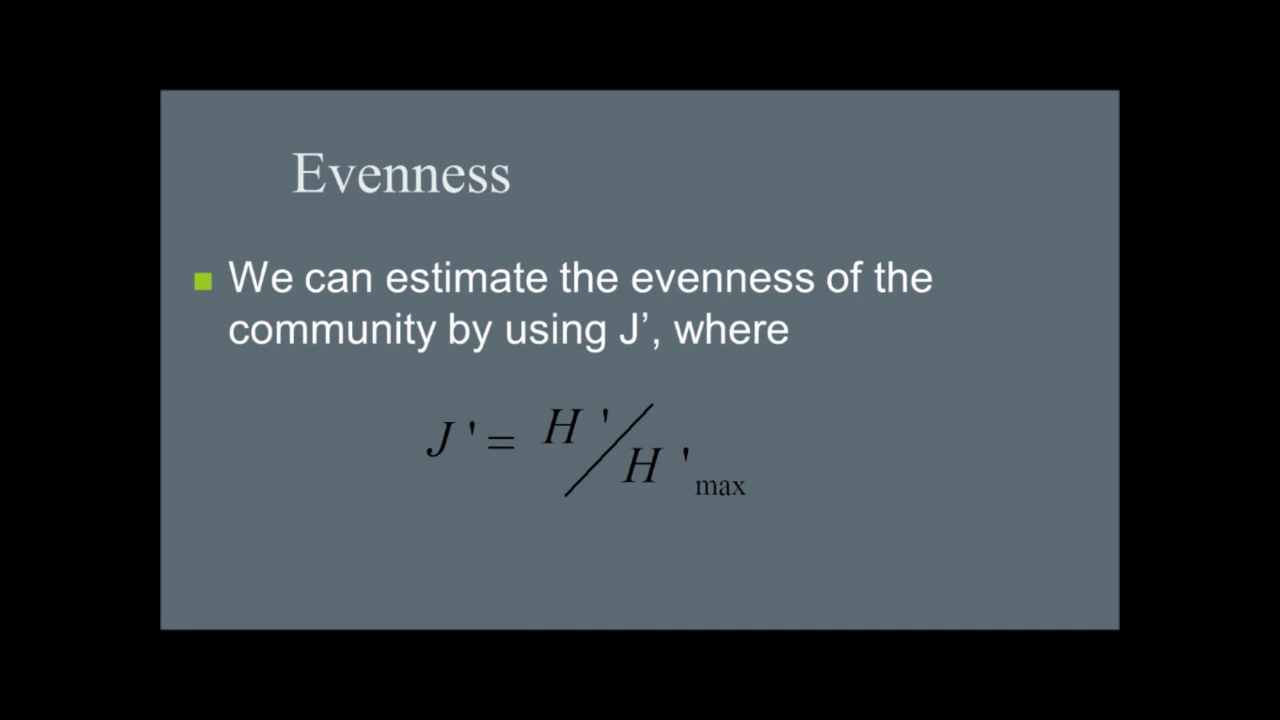 Evenness
We can estimate the evenness of the
community by using J’, where
J '= H '/H 'max